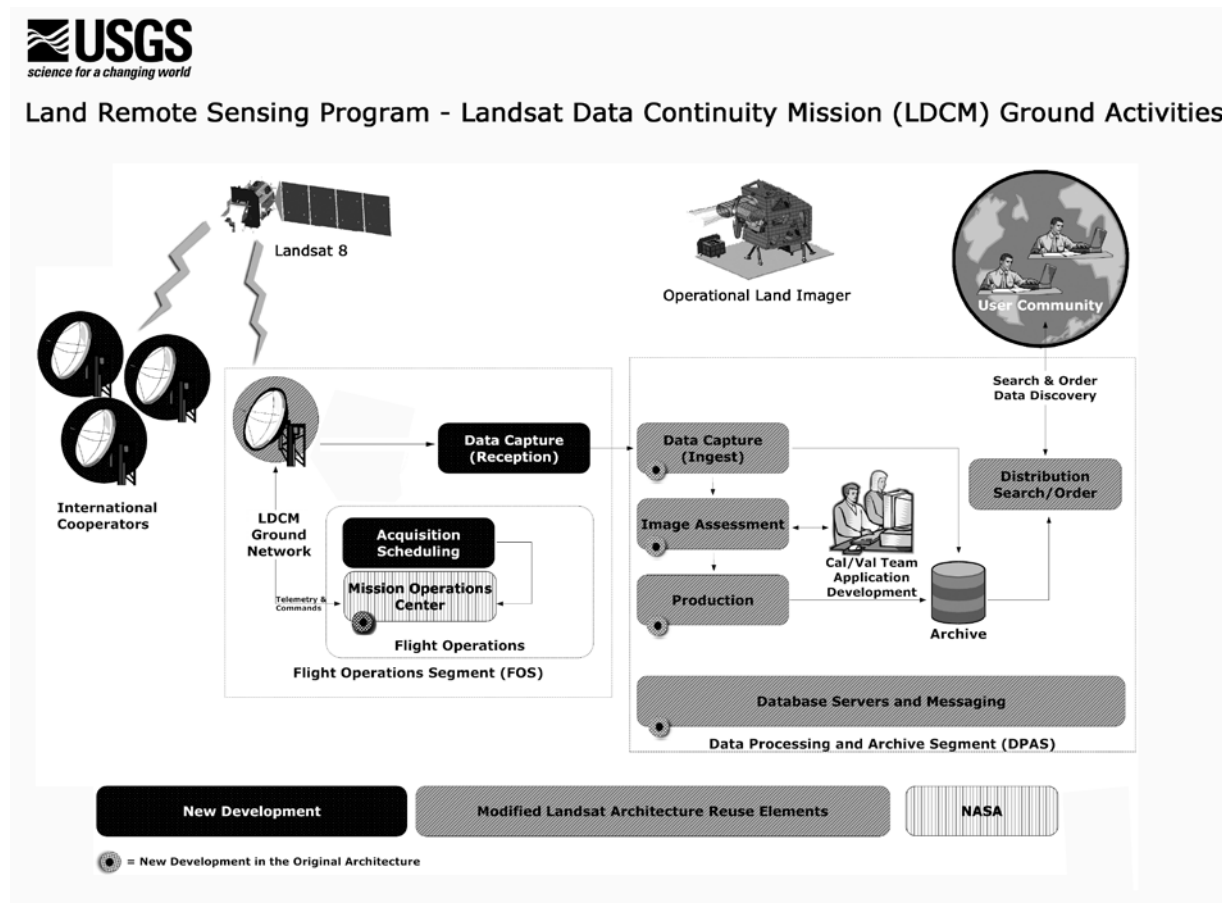 USGS
science for a changing world
Land Remote Sensing Program - Landsat Data Continuity Mission (LDCM) Ground Activities
Landsat 8
Operational Land Imager
User Community
International
Cooperators
LDCM
Ground
Network
Telemetry &
Commands
Data Capture
(Reception)
Acquisition
Scheduling
Mission Operations
Center
Flight Operations
Flight Operations Segment (FOS)
Data Capture
(Ingest)
Image Assessment
Production
Cal/Val Team
Application
Development
Archive
Search & Order
Data Discovery
Distribution
Search/Order
Database Servers and Messaging
Data Processing and Archive Segment (DPAS)
New Development
Modified Landsat Architecture Reuse Elements
NASA
= New Development in the Original Architecture